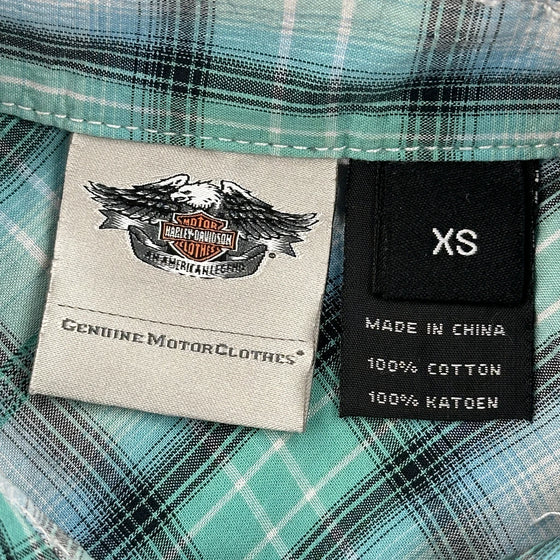 MOTOR
HARLEY-DAVIDSON
CLOTHES
AN AMERICAN LEGEND
GENUINE MOTORCLOTHES®
XS
MADE IN CHINA
100% COTTON
100% KATOEN